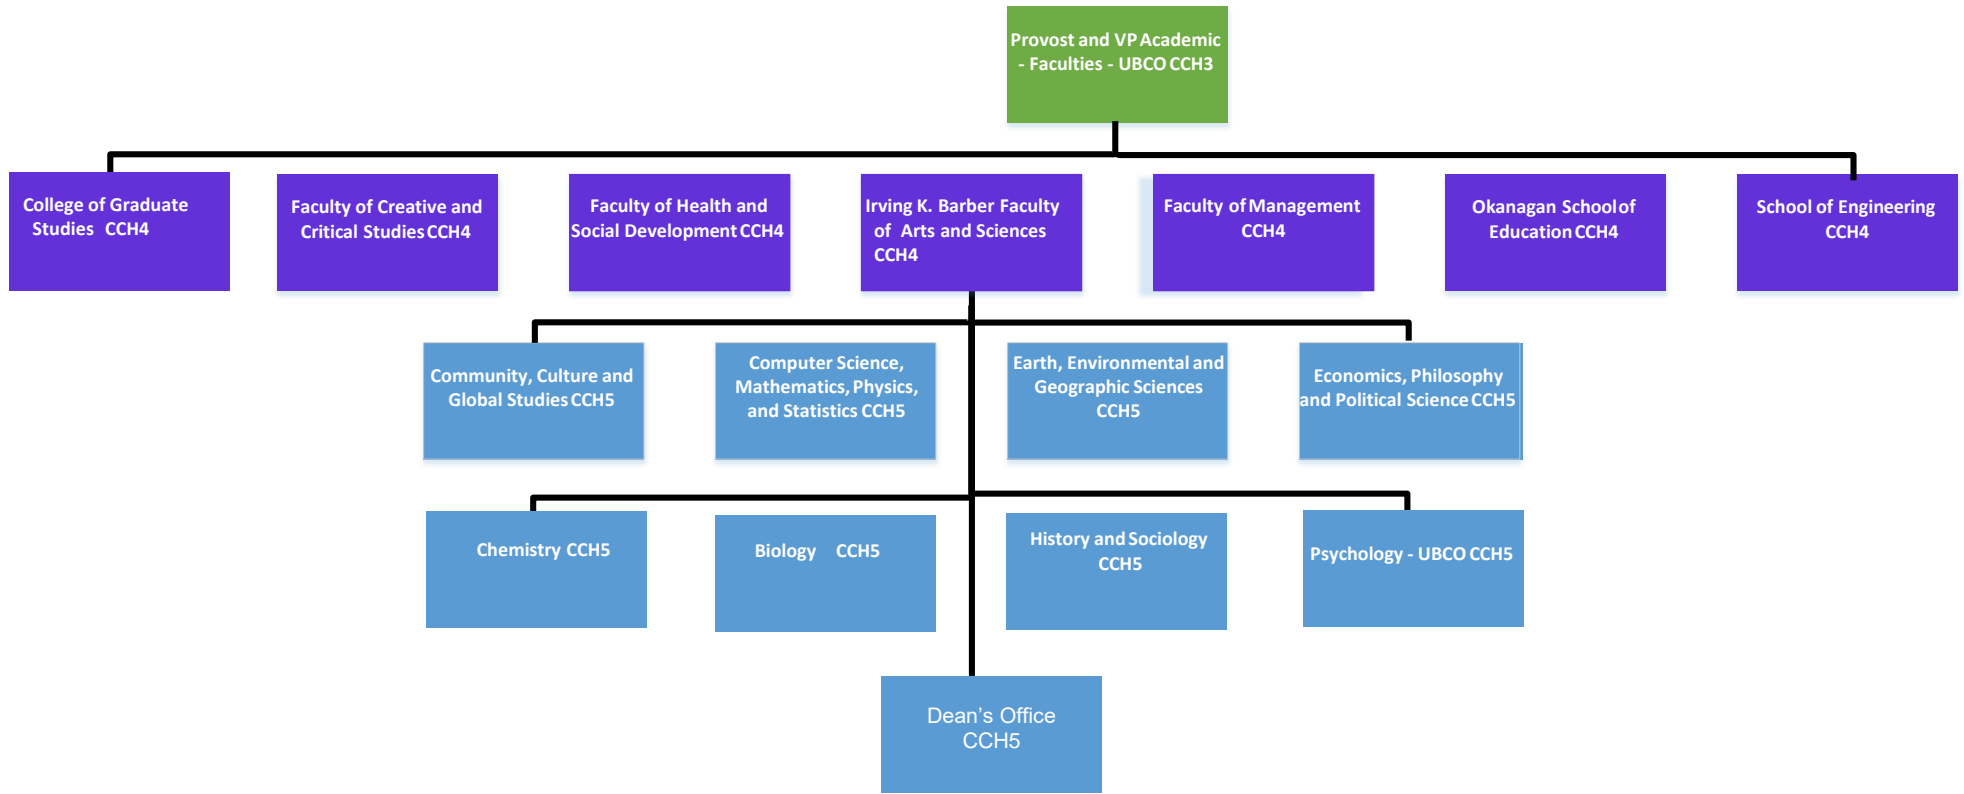 Provost and VP Academic
- Faculties - UBCO CCH3
College of Graduate
Studies CCH4
Faculty of Creative and
Critical Studies CCH4
Faculty of Health and
Social Development CCH4
Irving K. Barber Faculty
of Arts and Sciences
CCH4
Faculty of Management
CCH4
Okanagan School of
Education CCH4
School of Engineering
CCH4
Community, Culture and
Global Studies CCH5
Computer Science,
Mathematics, Physics,
and Statistics CCH5
Earth, Environmental and
Geographic Sciences
CCH5
Economics, Philosophy
and Political Science CCH5
Chemistry CCH5
Biology CCH5
History and Sociology
CCH5
Psychology - UBCO CCH5
Dean’s Office
CCH5